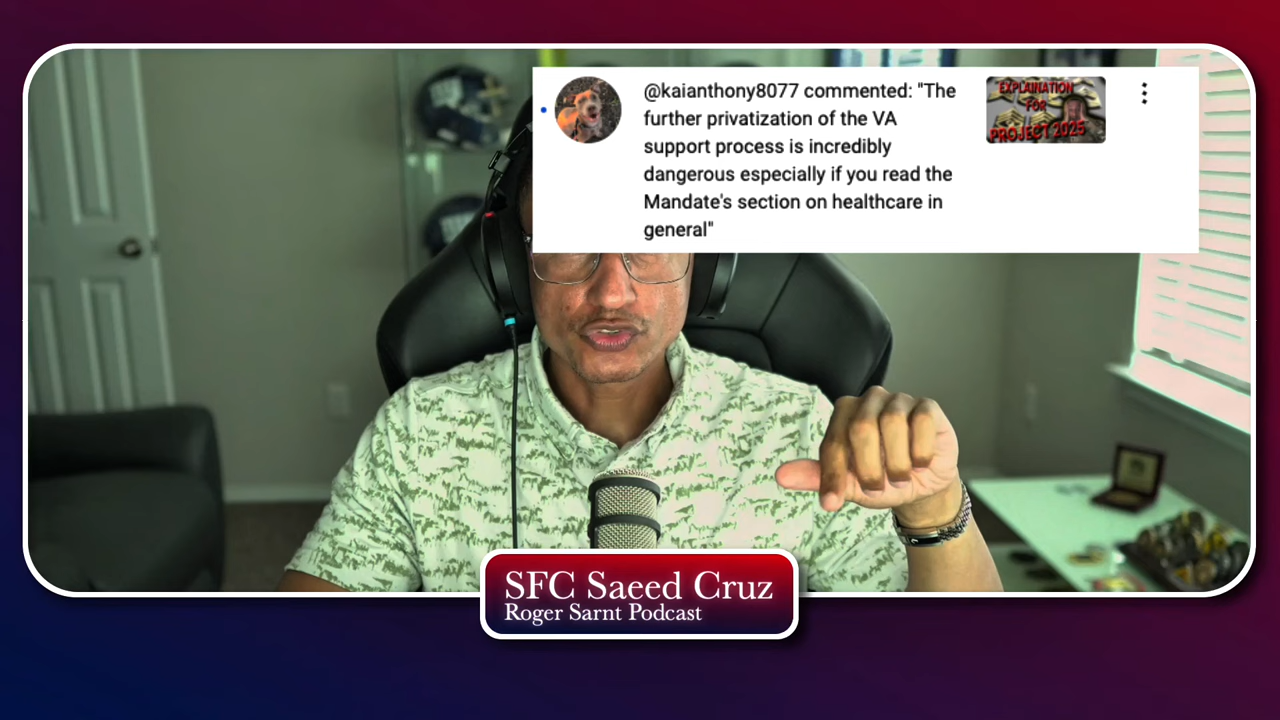 @kaianthony8077 commented: "The
further privatization of the VA
support process is incredibly
dangerous especially if you read the
Mandate's section on healthcare in
general"
EXPLAINATION
FOR
PROJECT 2025
SFC Saeed Cruz
Roger Sarnt Podcast